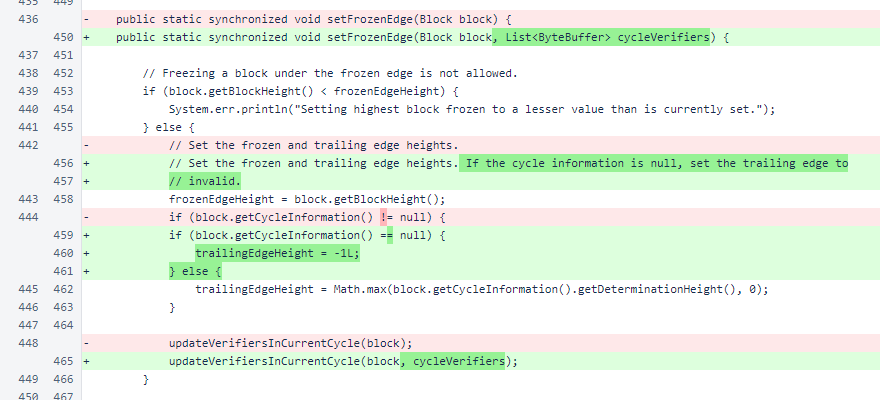 435 449
436 - public static synchronized void setFrozenEdge(Block block) {
450 + public static synchronized void setFrozenEdge(Block block, List<ByteBuffer> cycleVerifiers) {
437 451
438 452 // Freezing a block under the frozen edge is not allowed.
439 453 if (block.getBlockHeight() < frozenEdgeHeight) {
440 454 System.err.println("Setting highest block frozen to a lesser value than is currently set.");
441 455 } else {
442 - // Set the frozen and trailing edge heights.
456 + // Set the frozen and trailing edge heights. If the cycle information is null, set the trailing edge to
457 + // invalid.
443 458 frozenEdgeHeight = block.getBlockHeight();
444 - if (block.getCycleInformation() != null) {
459 + if (block.getCycleInformation() == null) {
460 + trailingEdgeHeight = -1L;
461 + } else {
445 462 trailingEdgeHeight = Math.max(block.getCycleInformation().getDeterminationHeight(), 0);
446 463 }
447 464
448 - updateVerifiersInCurrentCycle(block);
465 + updateVerifiersInCurrentCycle(block, cycleVerifiers);
449 466 }
450 467